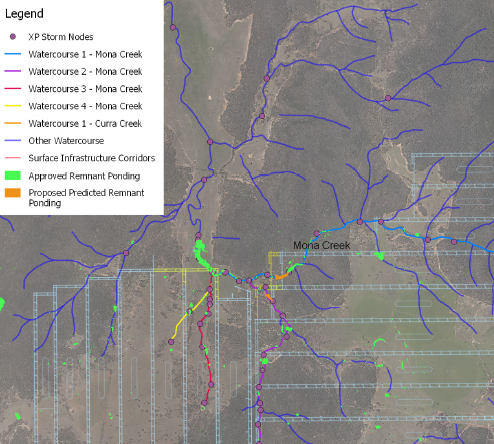 Legend
XP Storm Nodes
Watercourse 1 - Mona Creek
Watercourse 2 - Mona Creek
Watercourse 3 - Mona Creek
Watercourse 4 - Mona Creek
Watercourse 1 - Curra Creek
Other Watercourse
Surface Infrastructure Corridors
Approved Remnant Ponding
Proposed Predicted Remnant
Ponding
Mona Creek